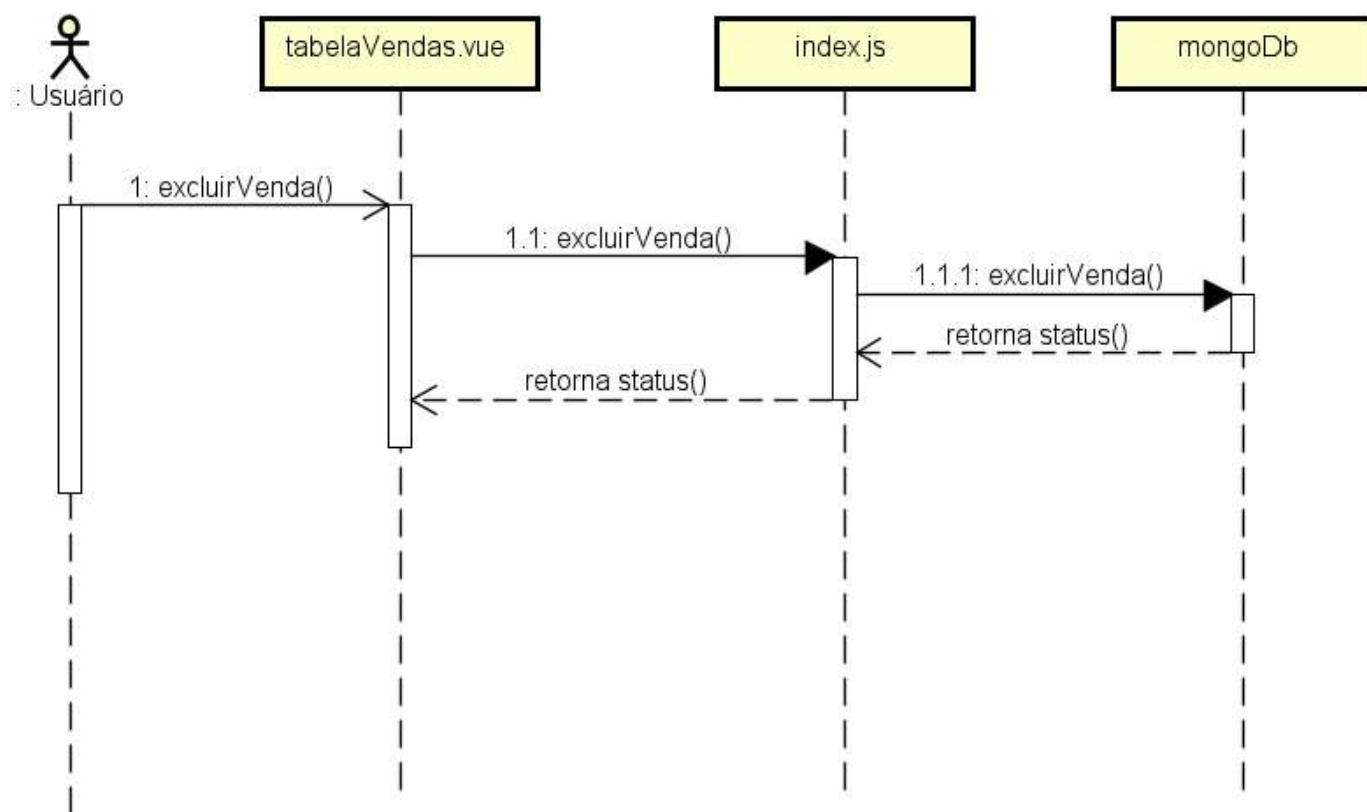 : Usuário
tabelaVendas.vue
index.js
mongoDb
1: excluirVenda()
1.1: excluirVenda()
1.1.1: excluirVenda()
retorna status()
retorna status()